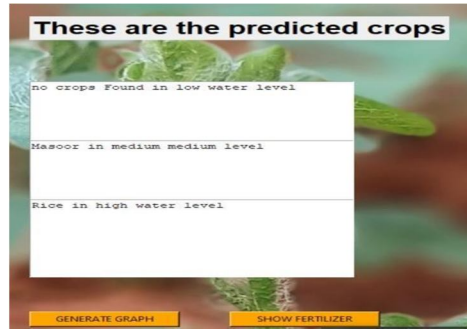 These are the predicted crops
no crops Found in low water level
Masoor in medium medium level
Rice in high water level
GENERATE GRAPH
SHOW FERTILIZER